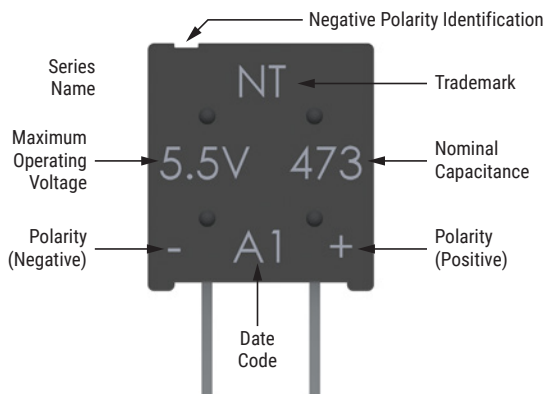 Negative Polarity Identification
Series
Name
NT
Trademark
Maximum
Operating
Voltage
5.5V
473
Nominal
Capacitance
Polarity
(Negative)
-
A1
+
Polarity
(Positive)
Date
Code